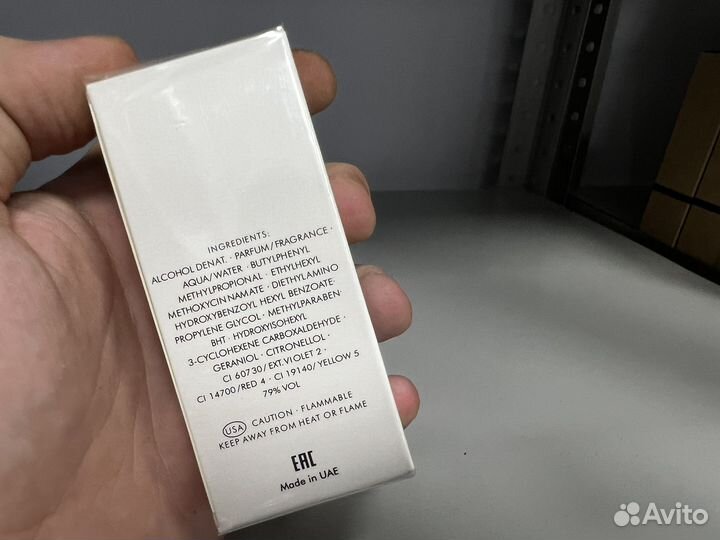 INGREDIENTS:
ALCOHOL DENAT. · PARFUM/FRAGRANCE ·
AQUA/WATER · BUTYLPHENYL
METHYLPROPIONAL · ETHYLHEXYL
METHOXYCINNAMATE · DIETHYLAMINO
HYDROXYBENZOYL HEXYL BENZOATE·
PROPYLENE GLYCOL · METHYLPARABEN
BHT · HYDROXYISOHEXYL
3-CYCLOHEXENE CARBOXALDEHYDE ·
GERANIOL · CITRONELLOL ·
CI 60730/EXT.VIOLET 2 ·
CI 14700/RED 4 · CI 19140/YELLOW 5
79% VOL
USA CAUTION · FLAMMABLE
KEEP AWAY FROM HEAT OR FLAME
EAC
Made in UAE
Avito